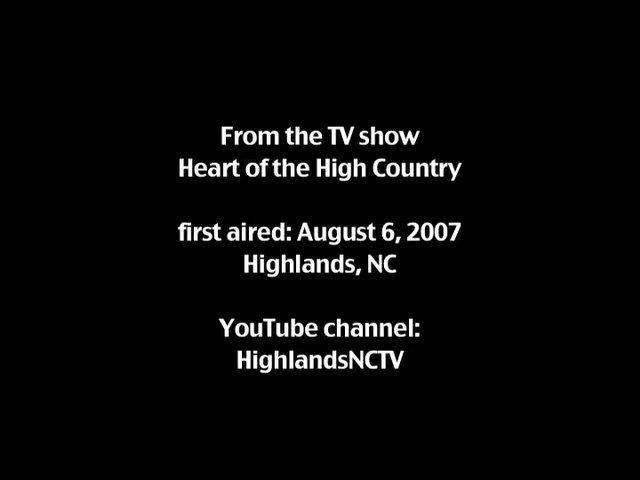 From the TV show
Heart of the High Country
first aired: August 6, 2007
Highlands, NC
YouTube channel:
HighlandsNCTV